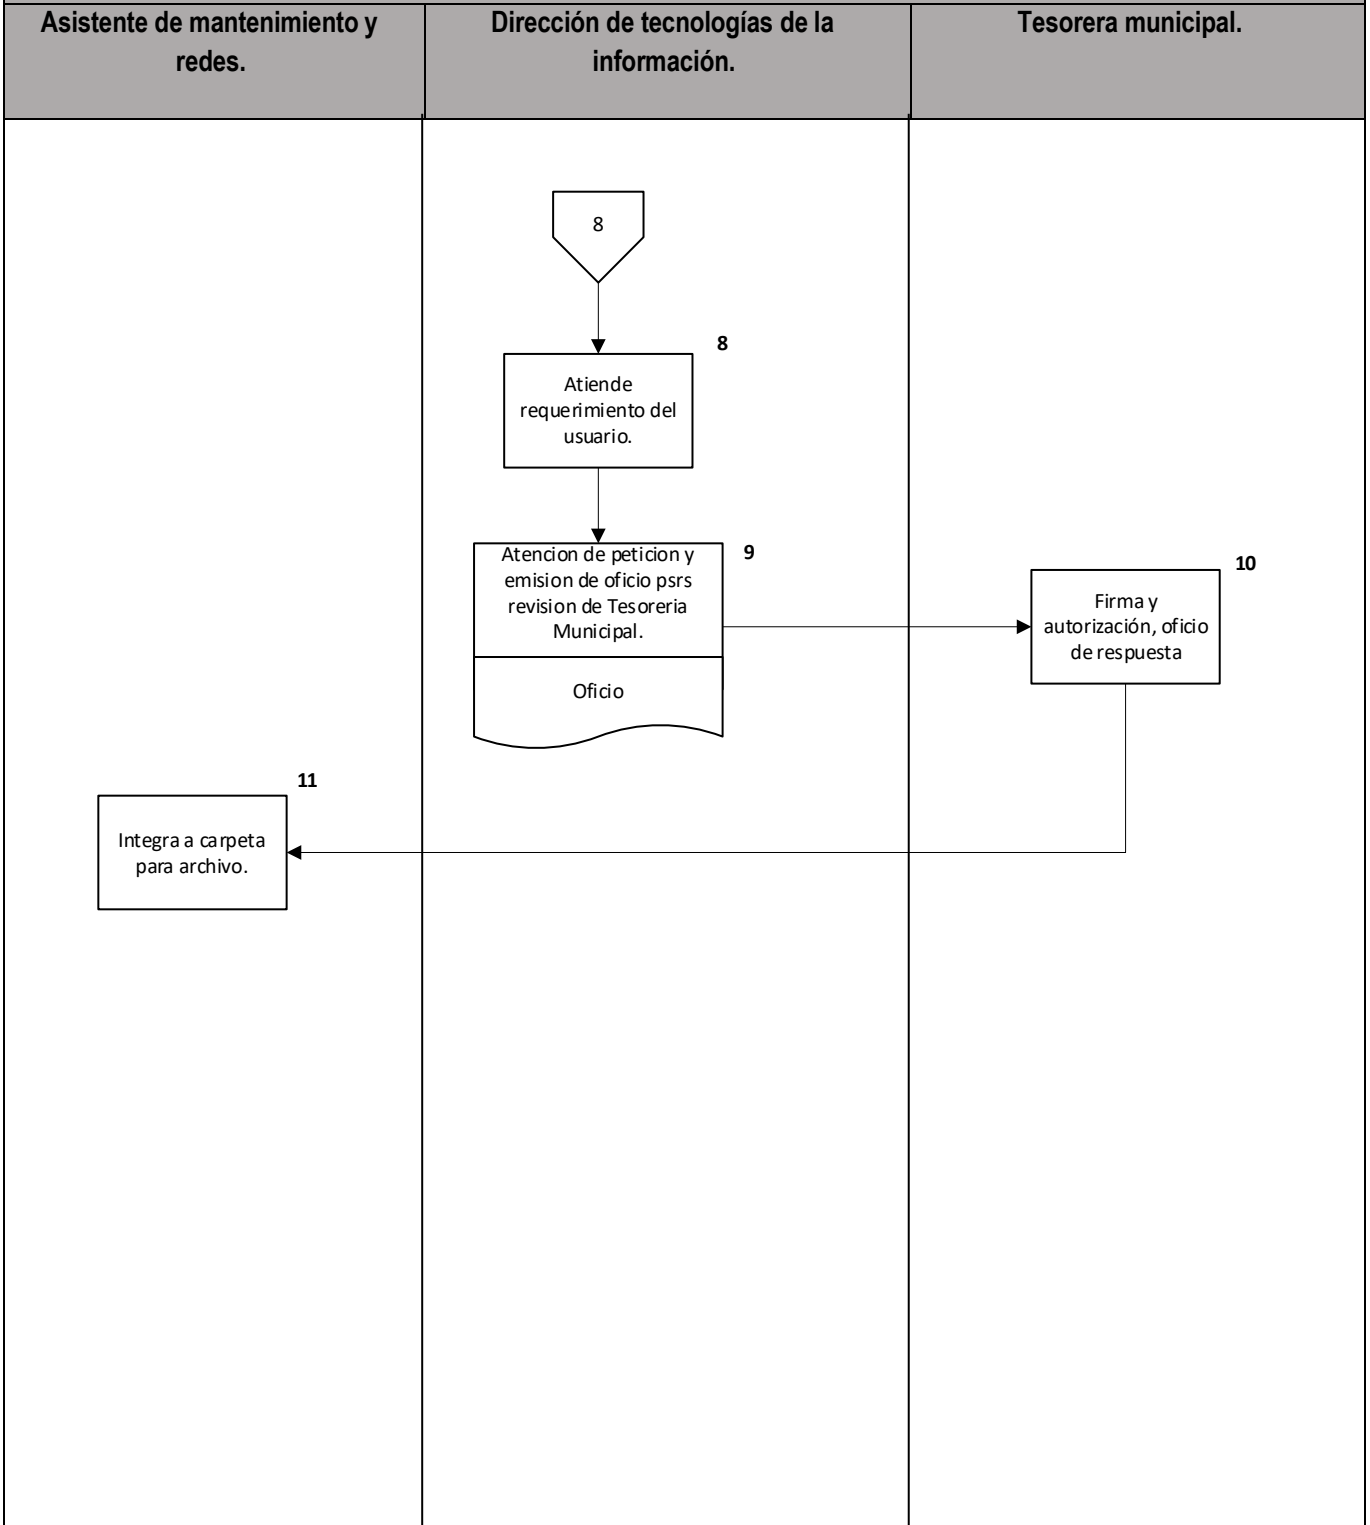 Asistente de mantenimiento y
redes.
Dirección de tecnologías de la
información.
Tesorera municipal.
8
8
Atiende
requerimiento del
usuario.
9
Atencion de peticion y
emision de oficio psrs
revision de Tesoreria
Municipal.
Oficio
10
Firma y
autorización, oficio
de respuesta
11
Integra a carpeta
para archivo.